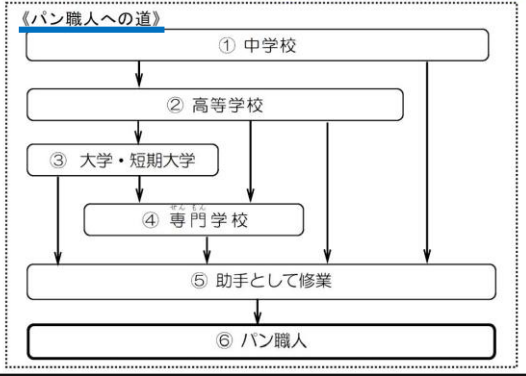 《パン職人への道》
① 中学校
② 高等学校
③ 大学・短期大学
せん もん
④ 専門学校
⑤ 助手として修業
⑥ パン職人